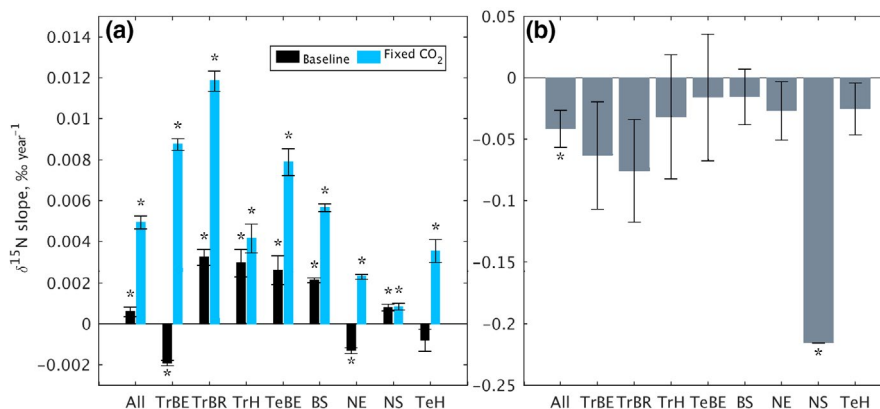 (a)
Baseline Fixed CO₂
δ¹⁵N slope, ‰ year⁻¹
0.014
0.012
0.01
0.008
0.006
0.004
0.002
0
-0.002
* * * * * * * * * * * * * * * * *
All TrBE TrBR TrH TeBE BS NE NS TeH
(b)
0.05
0
-0.05
-0.1
-0.15
-0.2
-0.25
* *
All TrBE TrBR TrH TeBE BS NE NS TeH